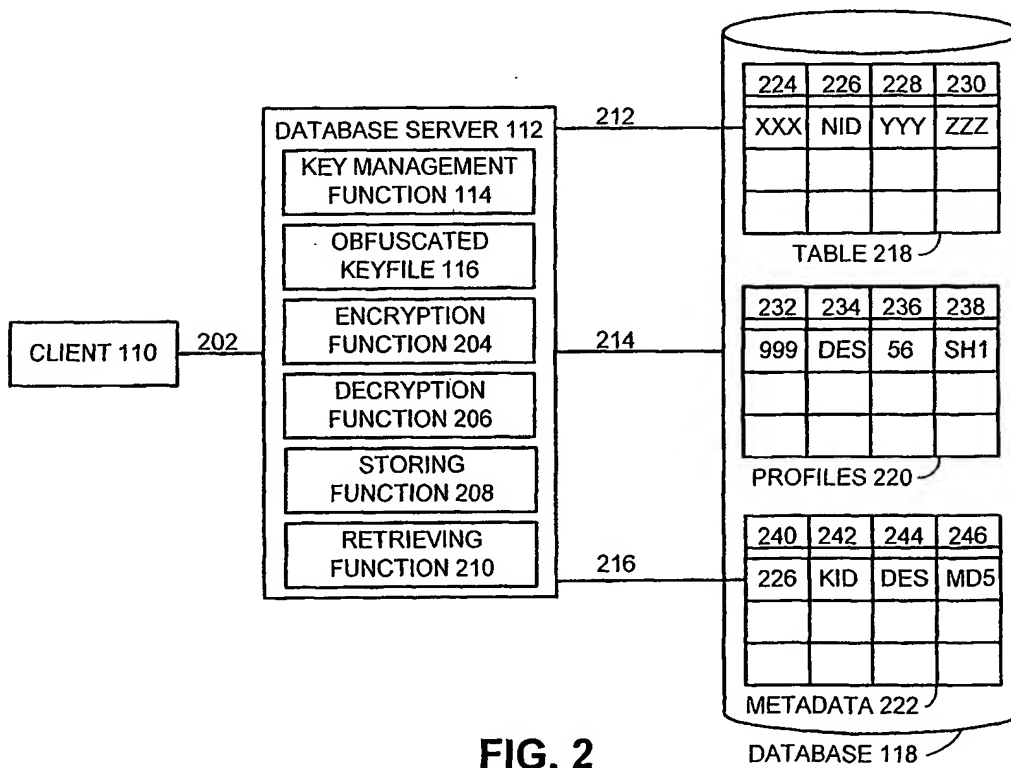 CLIENT 110
202
DATABASE SERVER 112
KEY MANAGEMENT
FUNCTION 114
OBFUSCATED
KEYFILE 116
ENCRYPTION
FUNCTION 204
DECRYPTION
FUNCTION 206
STORING
FUNCTION 208
RETRIEVING
FUNCTION 210
212
214
216
224 226 228 230
XXX NID YYY ZZZ
TABLE 218
232 234 236 238
999 DES 56 SH1
PROFILES 220
240 242 244 246
226 KID DES MD5
METADATA 222
DATABASE 118
FIG. 2